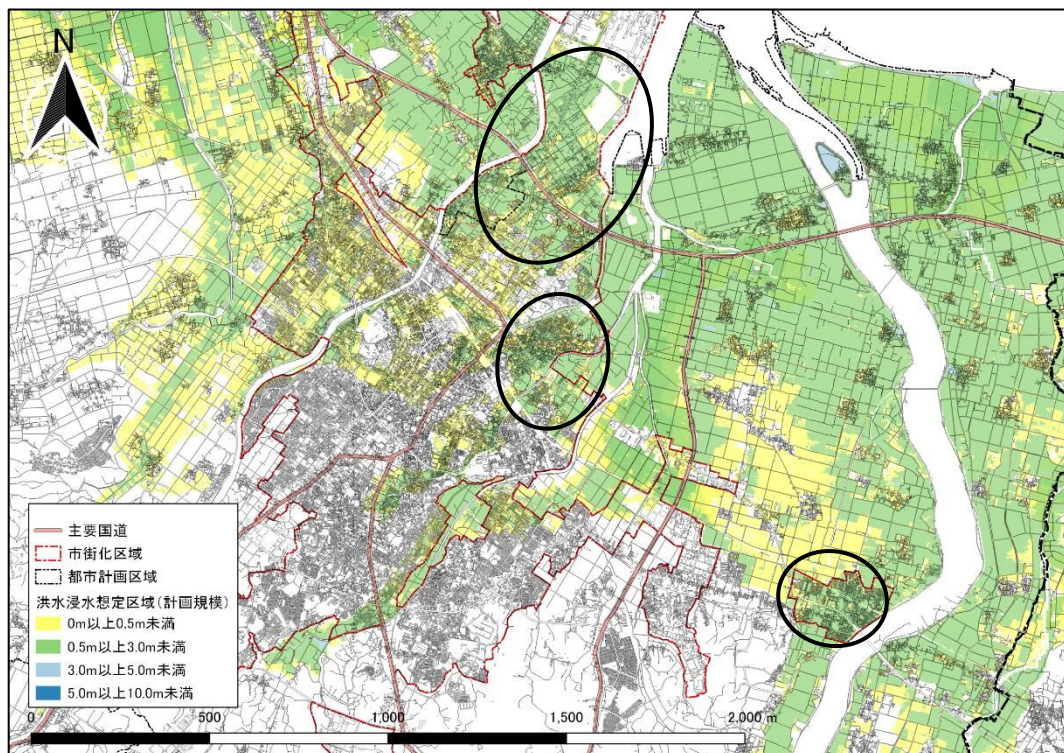 N
主要国道
市街化区域
都市計画区域
洪水浸水想定区域(計画規模)
0m以上0.5m未満
0.5m以上3.0m未満
3.0m以上5.0m未満
5.0m以上10.0m未満
0 500 1,000 1,500 2,000 m